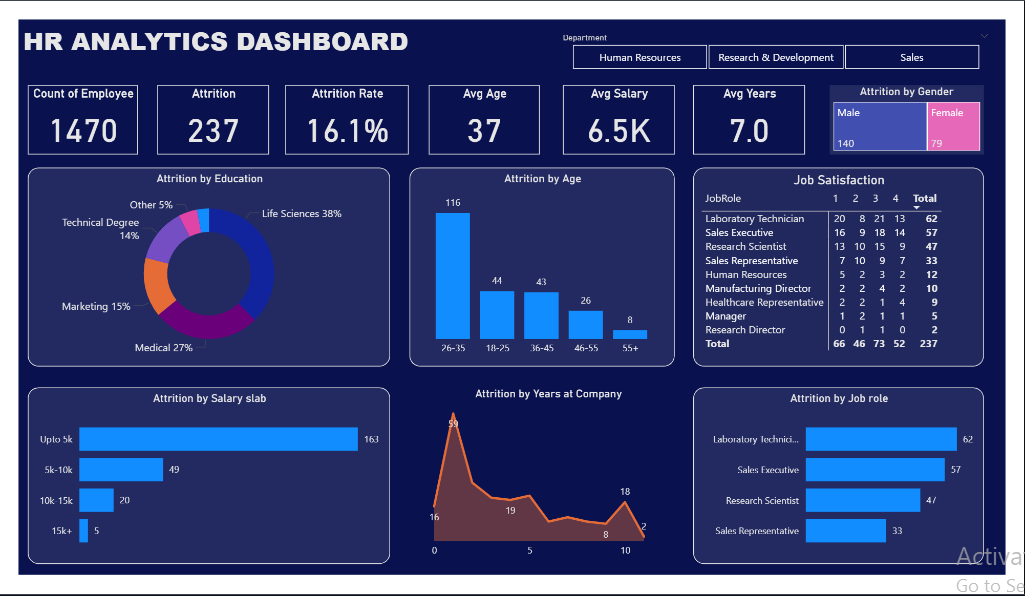 HR ANALYTICS DASHBOARD
Department
Human Resources
Research & Development
Sales
Count of Employee
1470
Attrition
237
Attrition Rate
16.1%
Avg Age
37
Avg Salary
6.5K
Avg Years
7.0
Attrition by Gender
Male
140
Female
79
Attrition by Education
Other 5%
Life Sciences 38%
Technical Degree
14%
Marketing 15%
Medical 27%
Attrition by Age
116
44
43
26
8
26-35 18-25 36-45 46-55 55+
Job Satisfaction
JobRole 1 2 3 4 Total
Laboratory Technician 20 8 21 13 62
Sales Executive 16 9 18 14 57
Research Scientist 13 10 15 9 47
Sales Representative 7 10 9 7 33
Human Resources 5 2 3 2 12
Manufacturing Director 2 2 4 2 10
Healthcare Representative 2 2 1 4 9
Manager 1 2 1 1 5
Research Director 0 1 1 0 2
Total 66 46 73 52 237
Attrition by Salary slab
Upto 5k 163
5k-10k 49
10k-15k 20
15k+ 5
Attrition by Years at Company
59
16
19
18
8
2
0 5 10
Attrition by Job role
Laboratory Technici... 62
Sales Executive 57
Research Scientist 47
Sales Representative 33
Activa
Go to Se